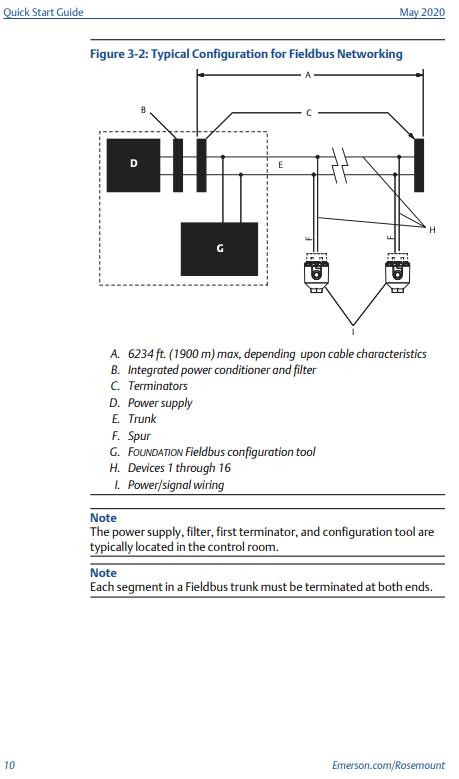 Quick Start Guide May 2020
Figure 3-2: Typical Configuration for Fieldbus Networking
A
B
C
D
E
G
H
F
F
I
A. 6234 ft. (1900 m) max, depending upon cable characteristics
B. Integrated power conditioner and filter
C. Terminators
D. Power supply
E. Trunk
F. Spur
G. FOUNDATION Fieldbus configuration tool
H. Devices 1 through 16
I. Power/signal wiring
Note
The power supply, filter, first terminator, and configuration tool are
typically located in the control room.
Note
Each segment in a Fieldbus trunk must be terminated at both ends.
10 Emerson.com/Rosemount